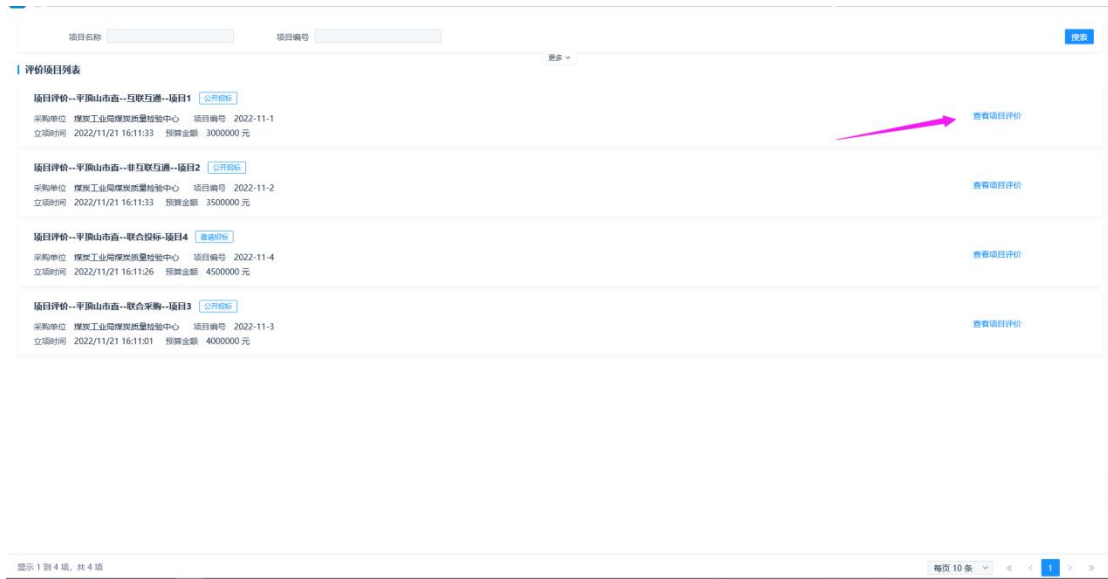 项目名称 项目编号 搜索
更多
评价项目列表
项目评价--平顶山市直--互联互通--项目1 公开招标
采购单位 煤炭工业局煤炭质量检验中心 项目编号 2022-11-1
立项时间 2022/11/21 16:11:33 预算金额 3000000 元
查看项目评价
项目评价--平顶山市直--非互联互通--项目2 公开招标
采购单位 煤炭工业局煤炭质量检验中心 项目编号 2022-11-2
立项时间 2022/11/21 16:11:33 预算金额 3500000 元
查看项目评价
项目评价--平顶山市直--联合投标-项目4 邀请招标
采购单位 煤炭工业局煤炭质量检验中心 项目编号 2022-11-4
立项时间 2022/11/21 16:11:26 预算金额 4500000 元
查看项目评价
项目评价--平顶山市直--联合采购--项目3 公开招标
采购单位 煤炭工业局煤炭质量检验中心 项目编号 2022-11-3
立项时间 2022/11/21 16:11:01 预算金额 4000000 元
查看项目评价
显示 1 到 4 项, 共 4 项 每页 10 条 « < 1 > »